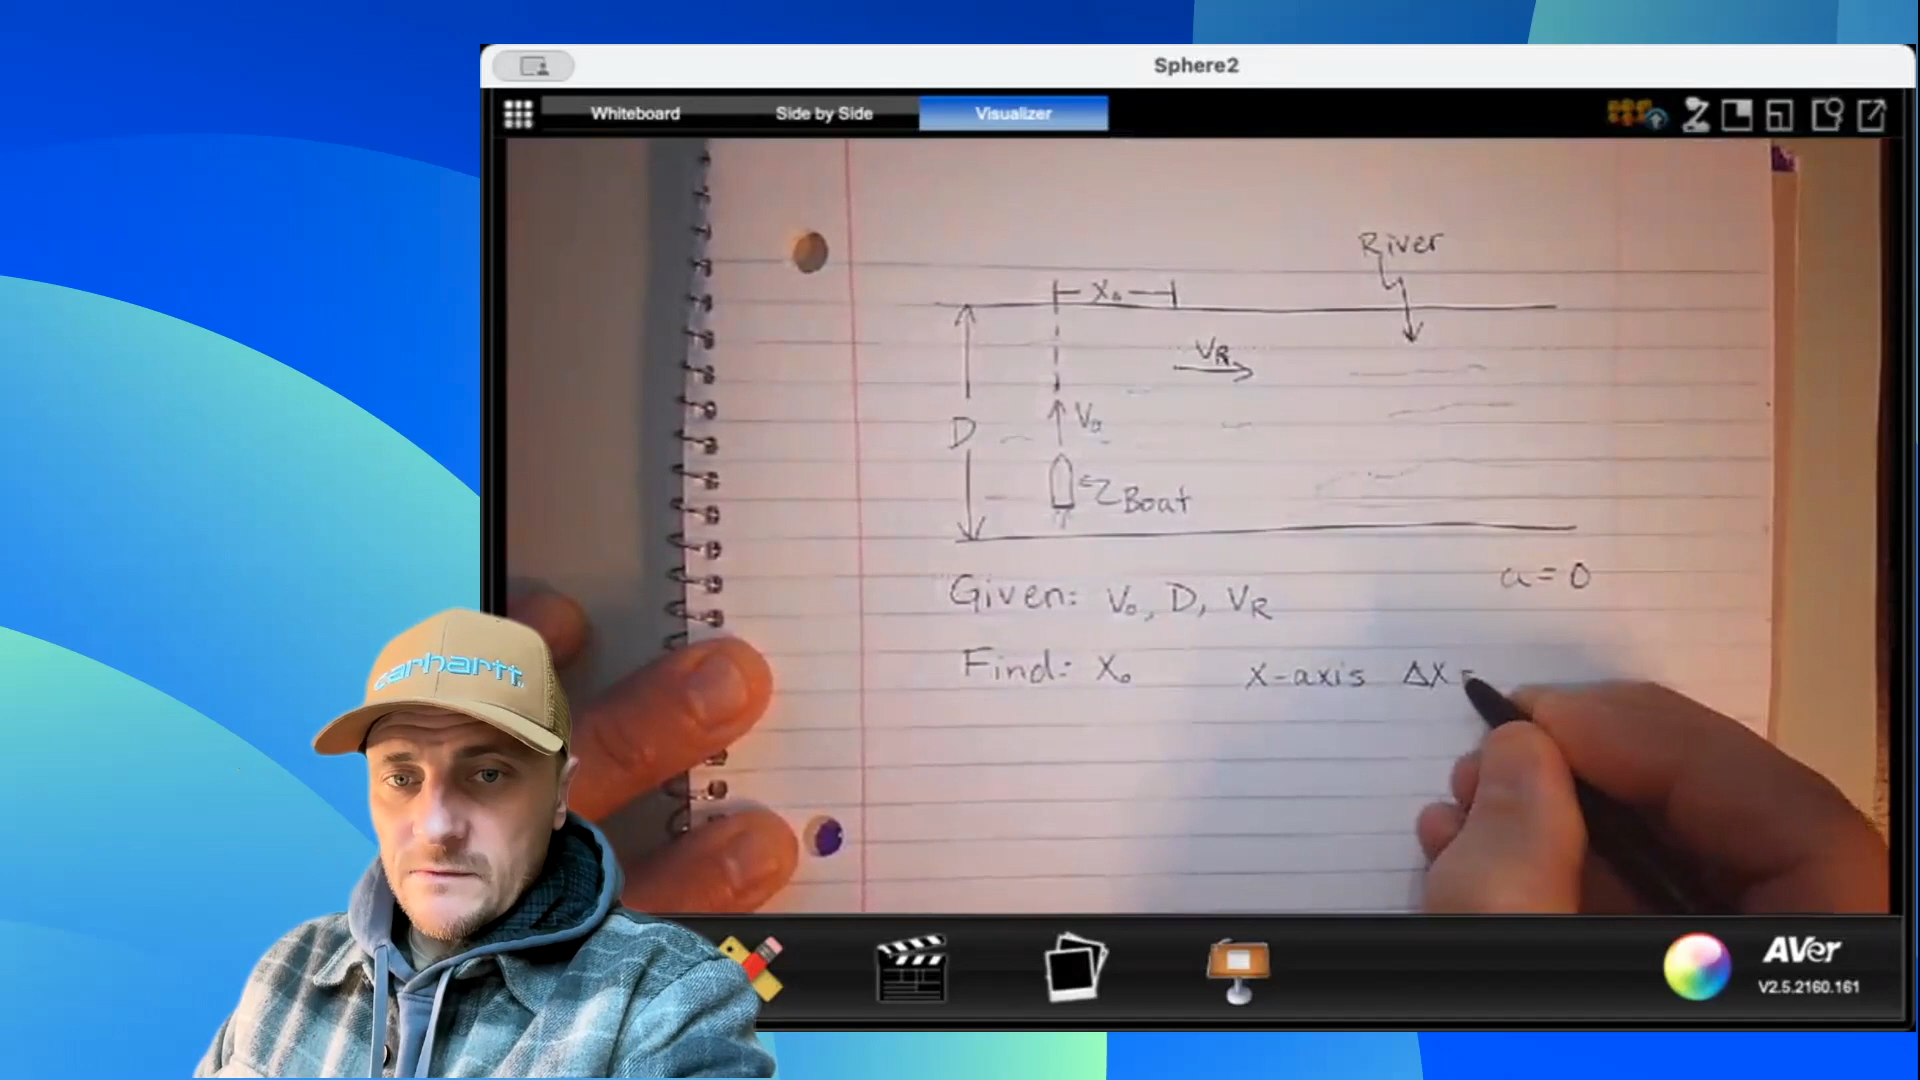 Sphere2
Whiteboard Side by Side Visualizer
River
X₀
V_R
V₀
D
Boat
a = 0
Given: V₀, D, V_R
Find: X₀ X-axis ΔX =
carhartt.
AVer
V2.5.2160.161